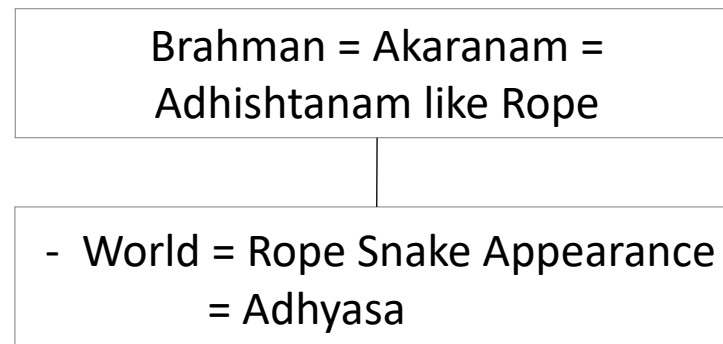 Brahman = Akaranam =
Adhishtanam like Rope
- World = Rope Snake Appearance
= Adhyasa